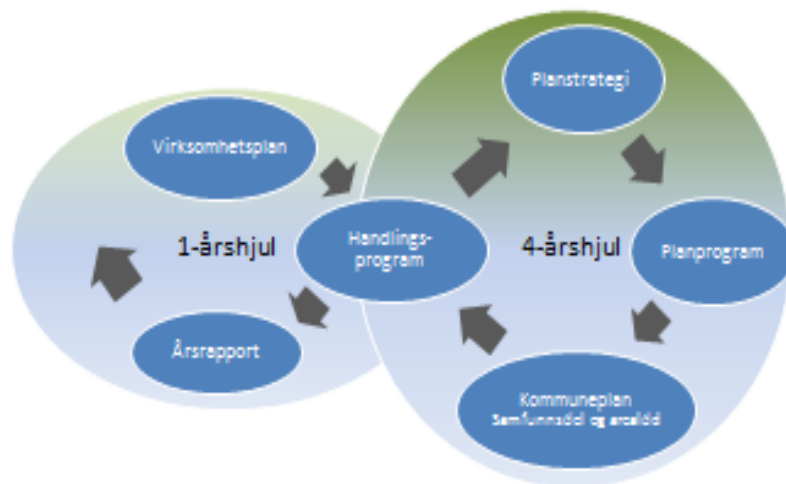 Planstrategi
Virksomhetsplan
1-årshjul
Handlings-
program
4-årshjul
Planprogram
Årsrapport
Kommuneplan
Samfunnsdel og arealdel